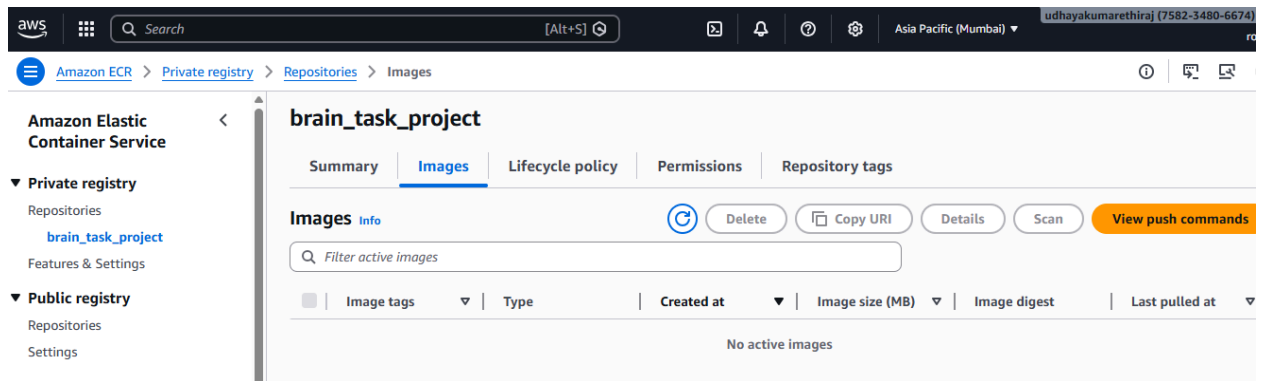 aws
Search [Alt+S]
Asia Pacific (Mumbai) ▼
udhayakumarethiraj (7582-3480-6674)
ro
Amazon ECR > Private registry > Repositories > Images
Amazon Elastic
Container Service
Private registry
Repositories
brain_task_project
Features & Settings
Public registry
Repositories
Settings
brain_task_project
Summary Images Lifecycle policy Permissions Repository tags
Images Info Delete Copy URI Details Scan View push commands
Filter active images
Image tags Type Created at Image size (MB) Image digest Last pulled at
No active images